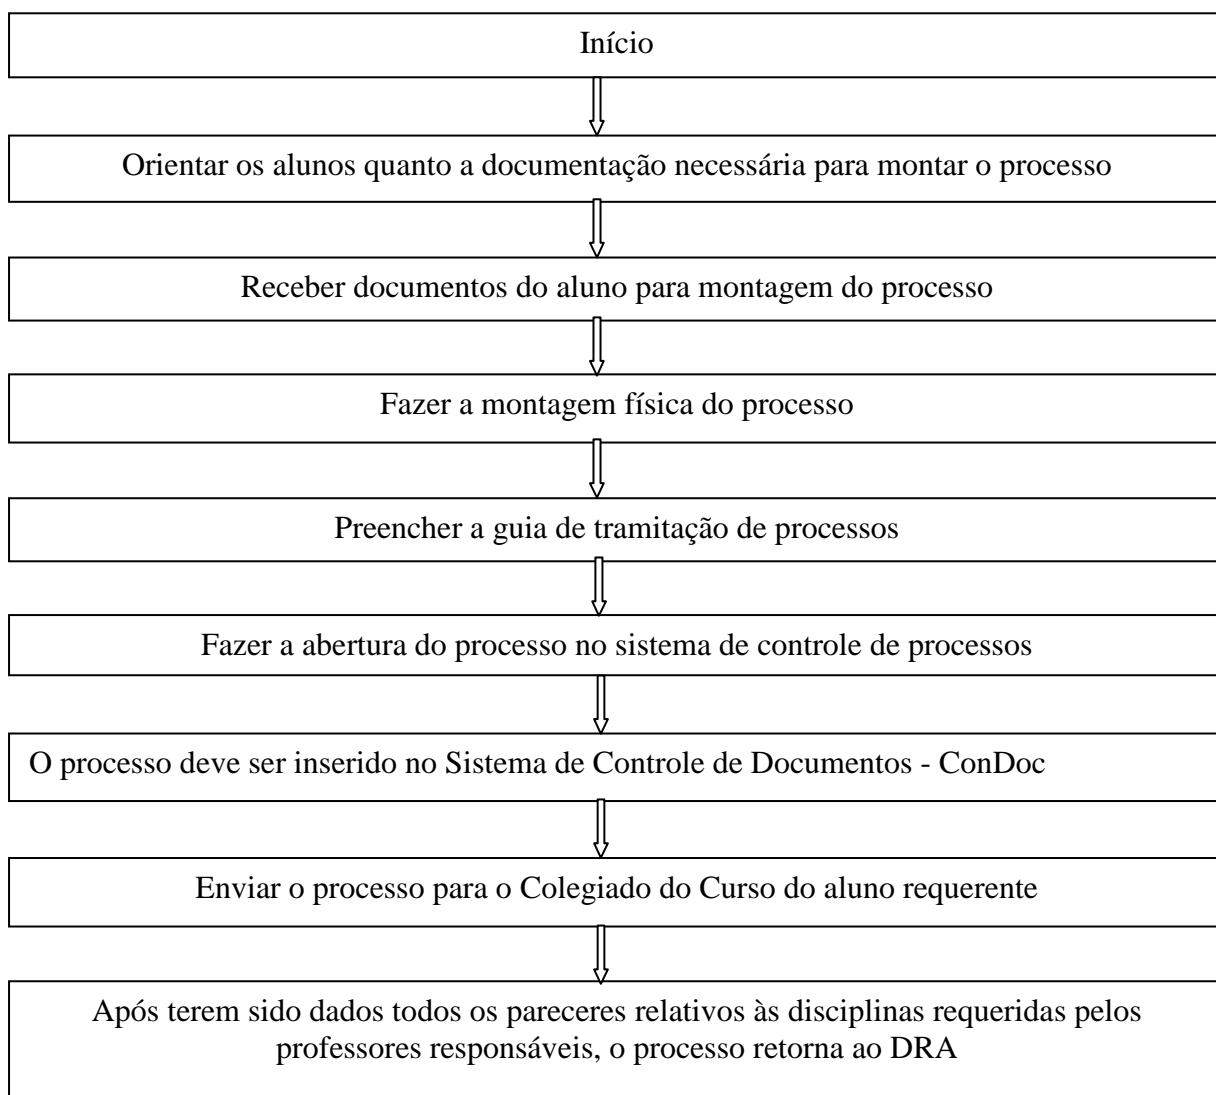 Início
Orientar os alunos quanto a documentação necessária para montar o processo
Receber documentos do aluno para montagem do processo
Fazer a montagem física do processo
Preencher a guia de tramitação de processos
Fazer a abertura do processo no sistema de controle de processos
O processo deve ser inserido no Sistema de Controle de Documentos - ConDoc
Enviar o processo para o Colegiado do Curso do aluno requerente
Após terem sido dados todos os pareceres relativos às disciplinas requeridas pelos
professores responsáveis, o processo retorna ao DRA